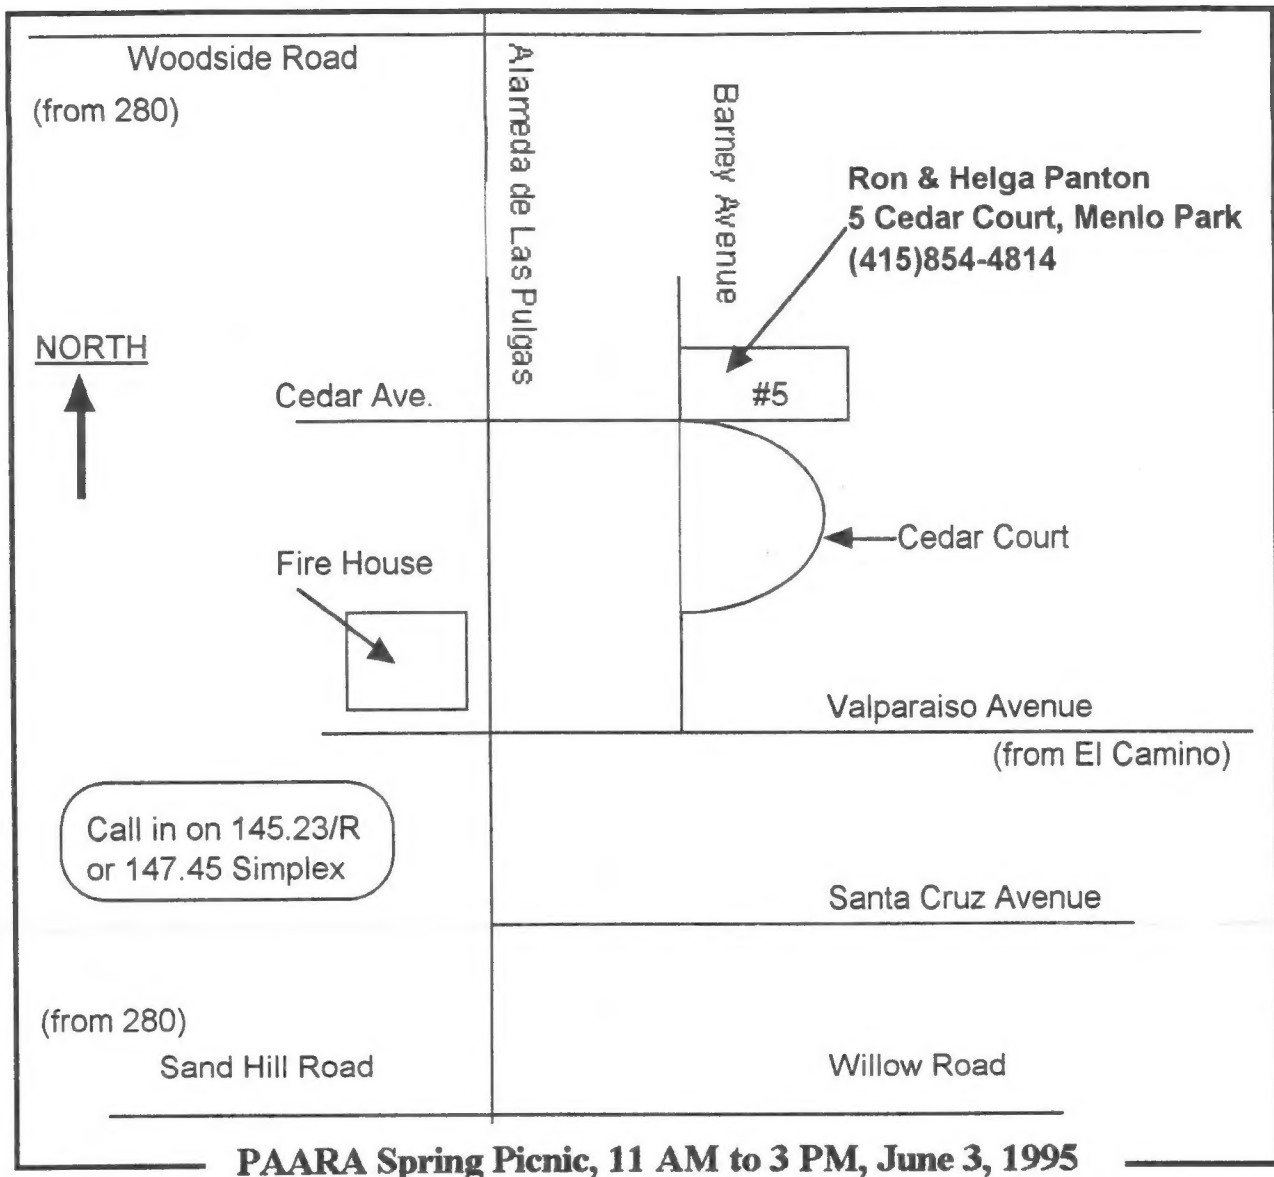 Woodside Road
(from 280)
Alameda de Las Pulgas
Barney Avenue
Ron & Helga Panton
5 Cedar Court, Menlo Park
(415)854-4814
NORTH
Cedar Ave.
#5
Cedar Court
Fire House
Valparaiso Avenue
(from El Camino)
Call in on 145.23/R
or 147.45 Simplex
Santa Cruz Avenue
(from 280)
Sand Hill Road
Willow Road
PAARA Spring Picnic, 11 AM to 3 PM, June 3, 1995